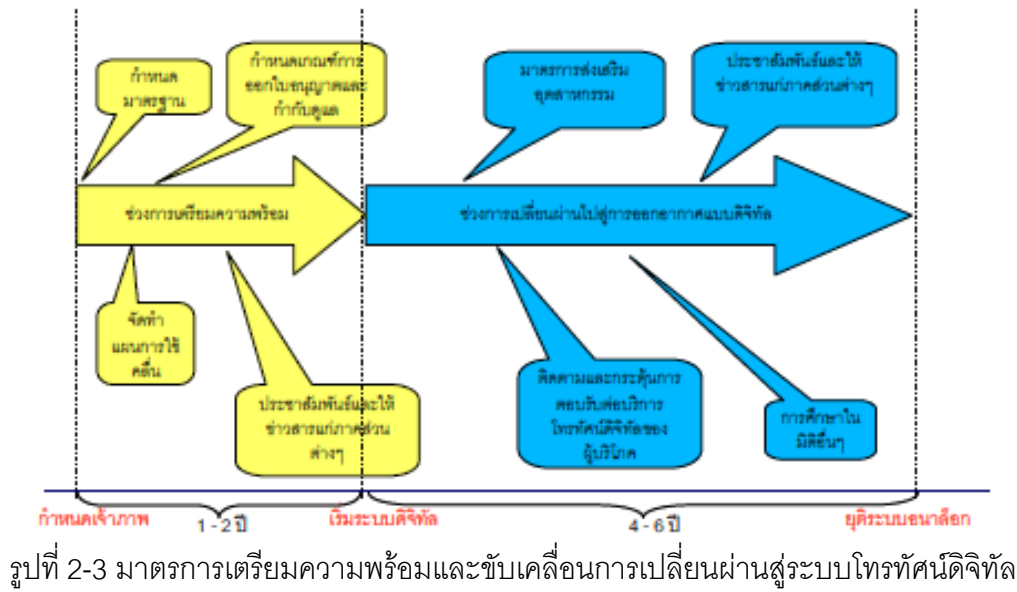 กำหนด
มาตรฐาน
กำหนดเกณฑ์การ
ออกใบอนุญาตและ
กำกับดูแล
มาตรการส่งเสริม
อุตสาหกรรม
ประชาสัมพันธ์และให้
ข่าวสารแก่ภาคส่วนต่างๆ
ช่วงการเตรียมความพร้อม
ช่วงการเปลี่ยนผ่านไปสู่การออกอากาศแบบดิจิทัล
จัดทำ
แผนการใช้
คลื่น
ประชาสัมพันธ์และให้
ข่าวสารแก่ภาคส่วน
ต่างๆ
ติดตามและกระตุ้นการ
ตอบรับต่อบริการ
โทรทัศน์ดิจิทัลของ
ผู้บริโภค
การศึกษาใน
มิติอื่นๆ
กำหนดเจ้าภาพ
1 - 2 ปี
เริ่มระบบดิจิทัล
4 - 6 ปี
ยุติระบบอนาล็อก
รูปที่ 2-3 มาตรการเตรียมความพร้อมและขับเคลื่อนการเปลี่ยนผ่านสู่ระบบโทรทัศน์ดิจิทัล